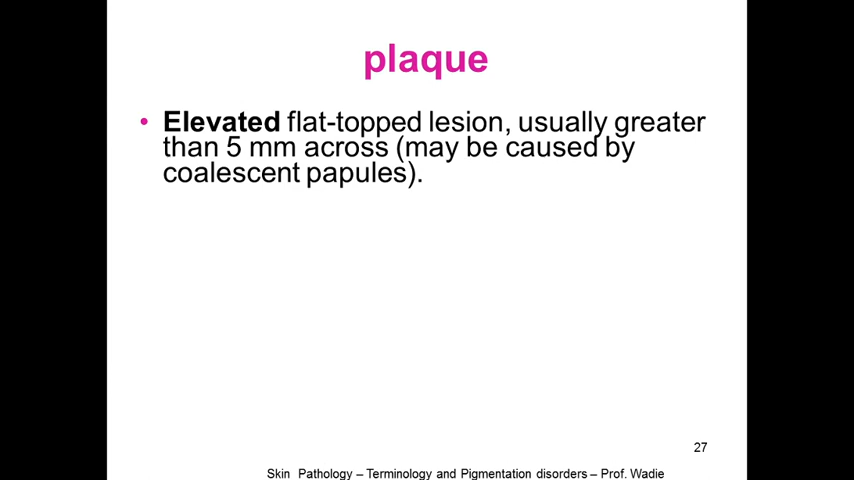 plaque
• Elevated flat-topped lesion, usually greater
than 5 mm across (may be caused by
coalescent papules).
27
Skin Pathology – Terminology and Pigmentation disorders – Prof. Wadie